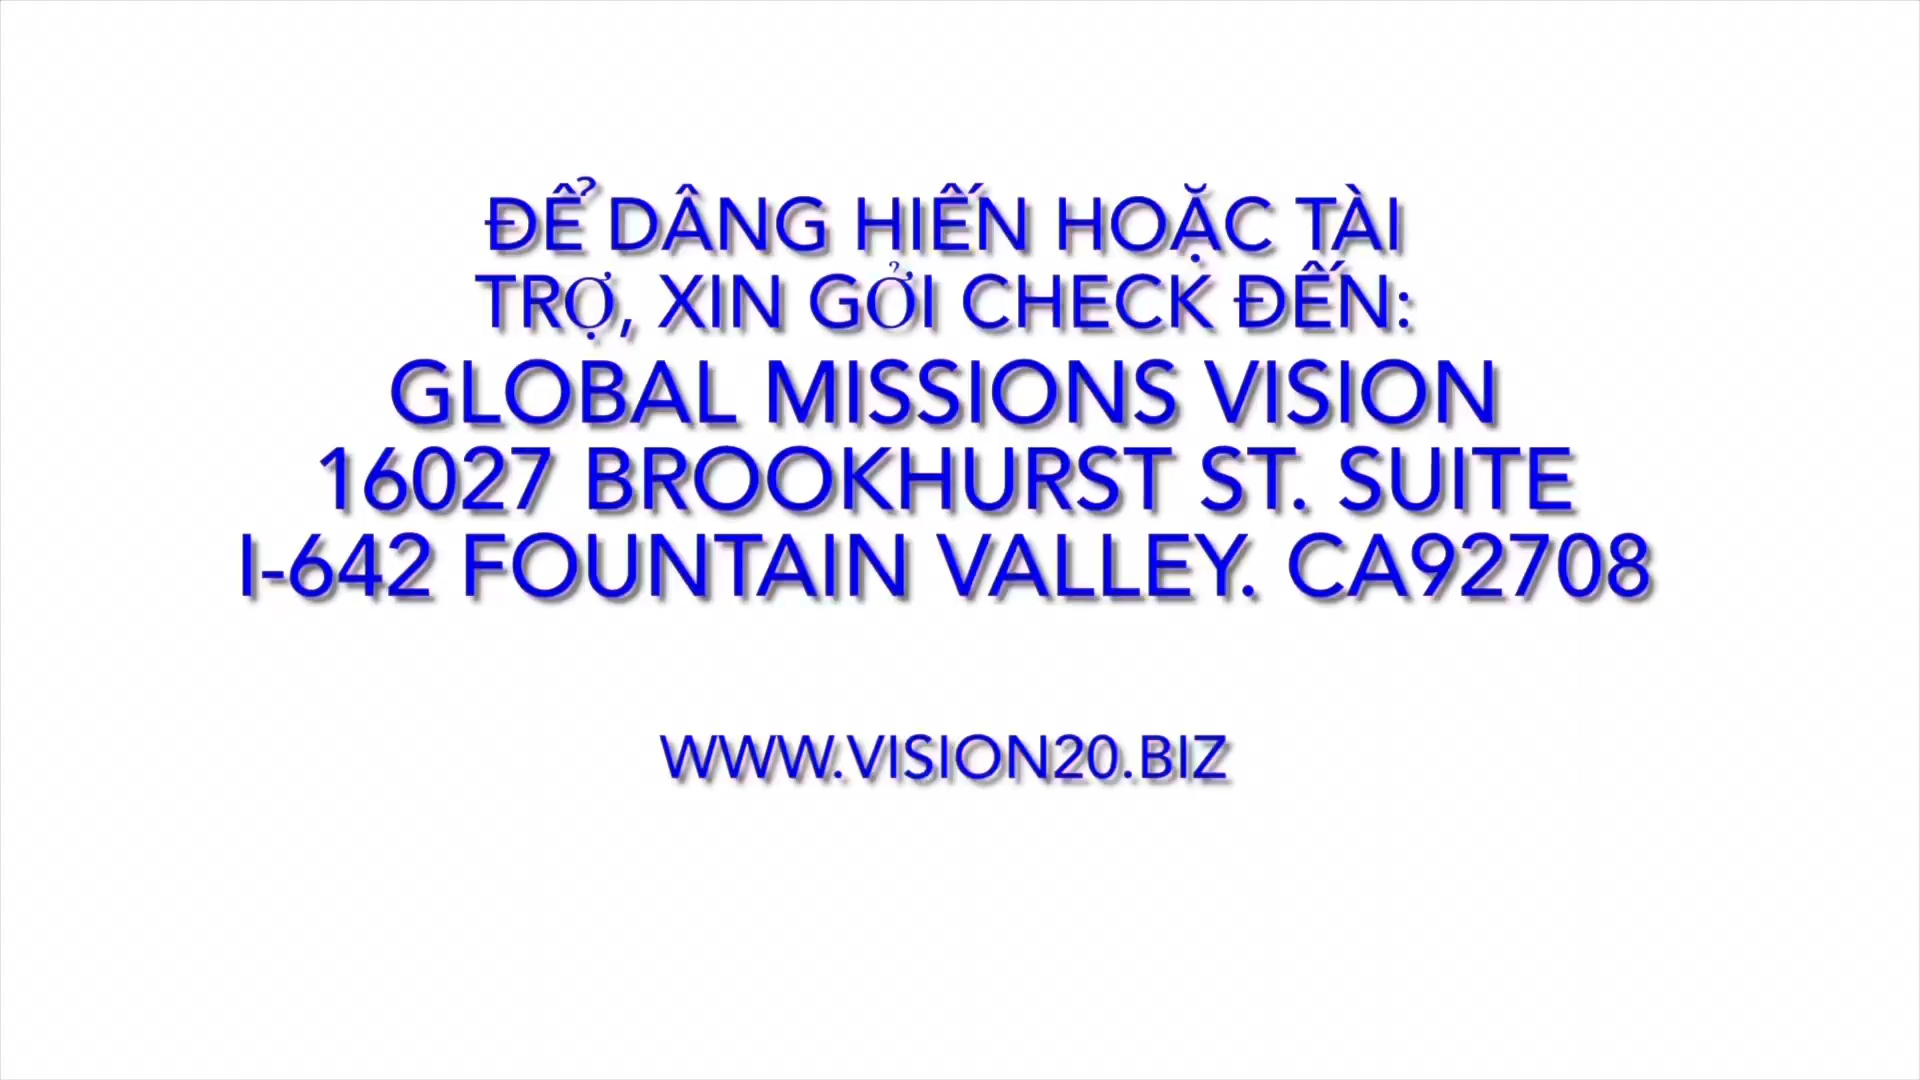 ĐỂ DÂNG HIẾN HOẶC TÀI
TRỢ, XIN GỞI CHECK ĐẾN:
GLOBAL MISSIONS VISION
16027 BROOKHURST ST. SUITE
I-642 FOUNTAIN VALLEY. CA92708
WWW.VISION20.BIZ